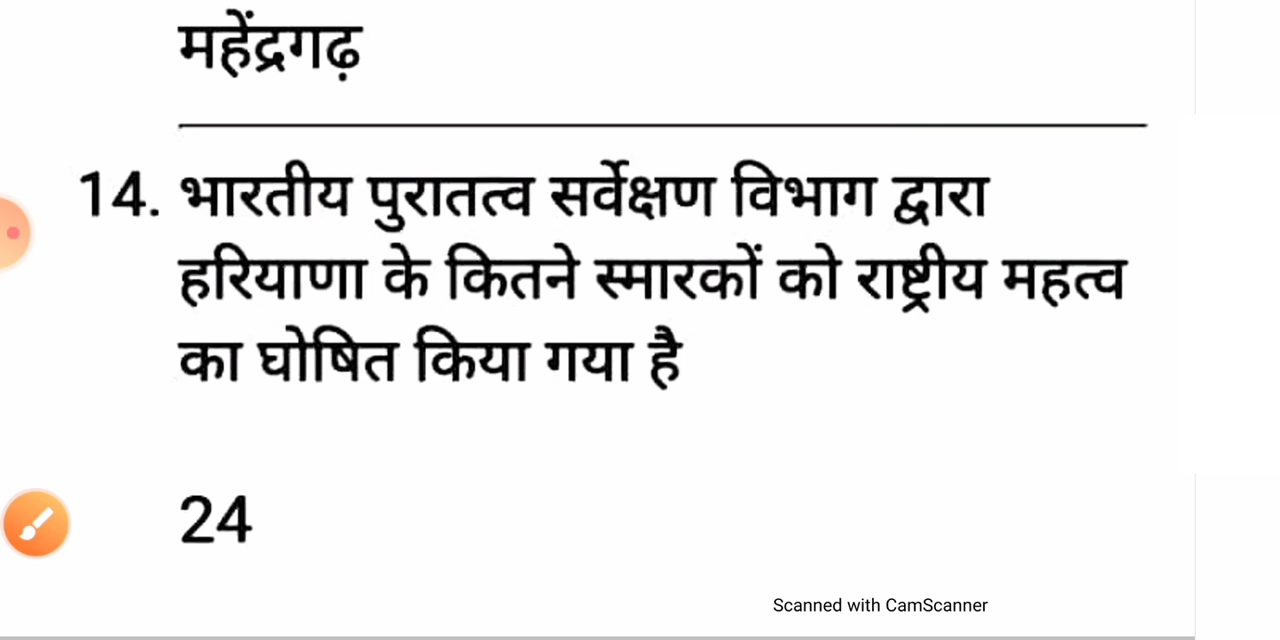 महेंद्रगढ़
14. भारतीय पुरातत्व सर्वेक्षण विभाग द्वारा
हरियाणा के कितने स्मारकों को राष्ट्रीय महत्व
का घोषित किया गया है
24
Scanned with CamScanner